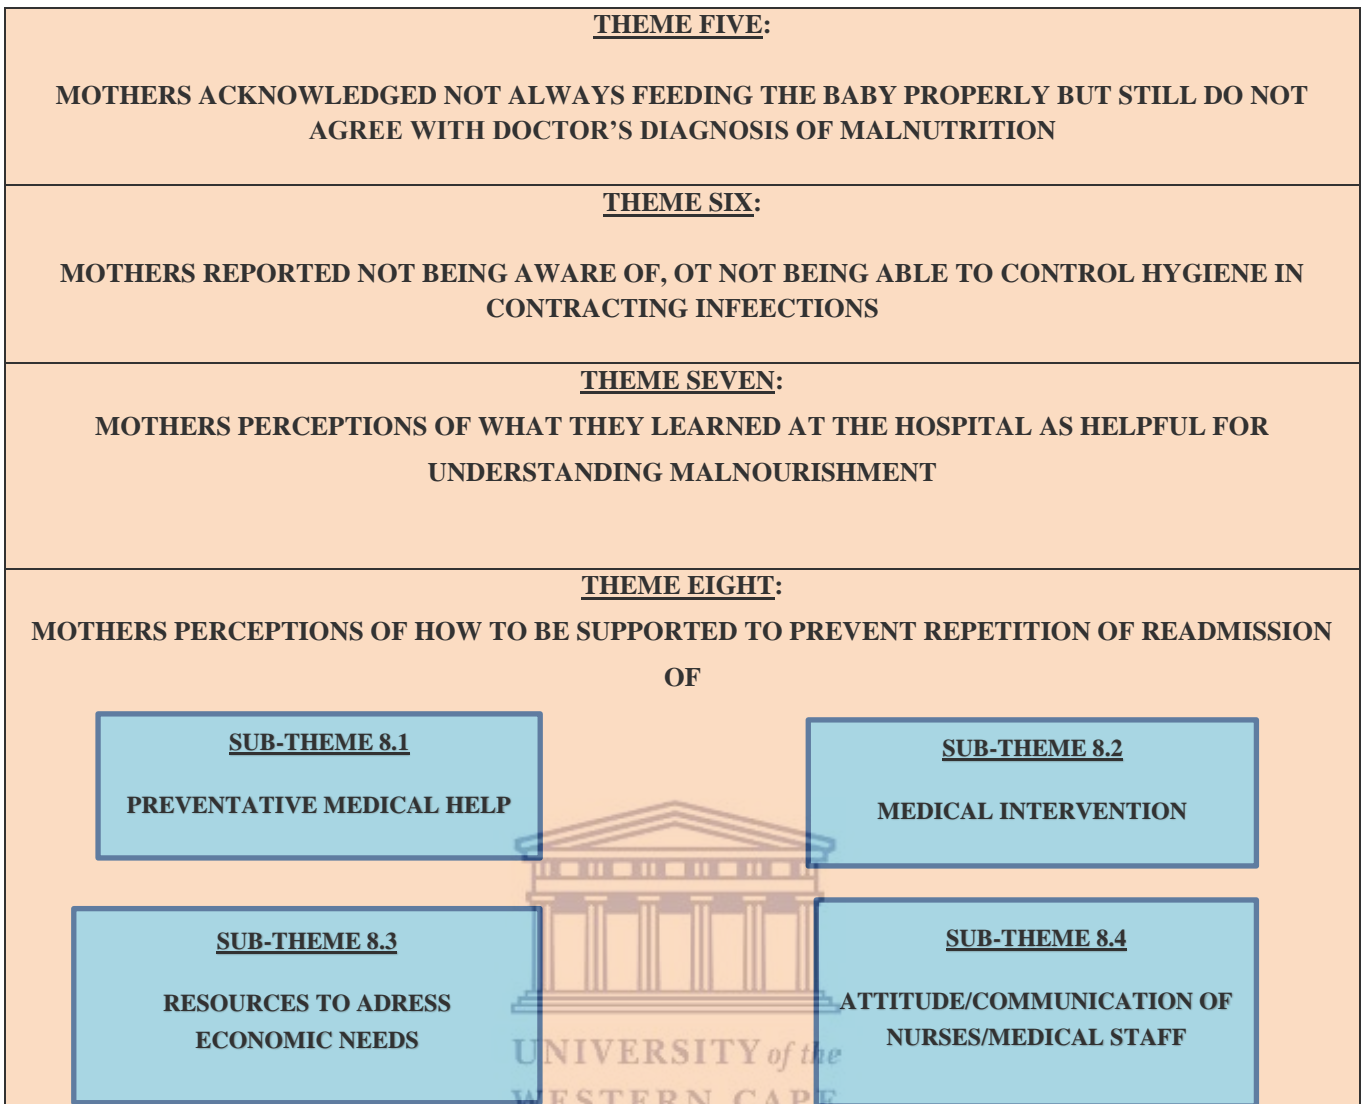 THEME FIVE:
MOTHERS ACKNOWLEDGED NOT ALWAYS FEEDING THE BABY PROPERLY BUT STILL DO NOT
AGREE WITH DOCTOR’S DIAGNOSIS OF MALNUTRITION
THEME SIX:
MOTHERS REPORTED NOT BEING AWARE OF, OT NOT BEING ABLE TO CONTROL HYGIENE IN
CONTRACTING INFEECTIONS
THEME SEVEN:
MOTHERS PERCEPTIONS OF WHAT THEY LEARNED AT THE HOSPITAL AS HELPFUL FOR
UNDERSTANDING MALNOURISHMENT
THEME EIGHT:
MOTHERS PERCEPTIONS OF HOW TO BE SUPPORTED TO PREVENT REPETITION OF READMISSION
OF
SUB-THEME 8.1
PREVENTATIVE MEDICAL HELP
SUB-THEME 8.2
MEDICAL INTERVENTION
SUB-THEME 8.3
RESOURCES TO ADRESS
ECONOMIC NEEDS
SUB-THEME 8.4
ATTITUDE/COMMUNICATION OF
NURSES/MEDICAL STAFF
UNIVERSITY of the
WESTERN CAPE